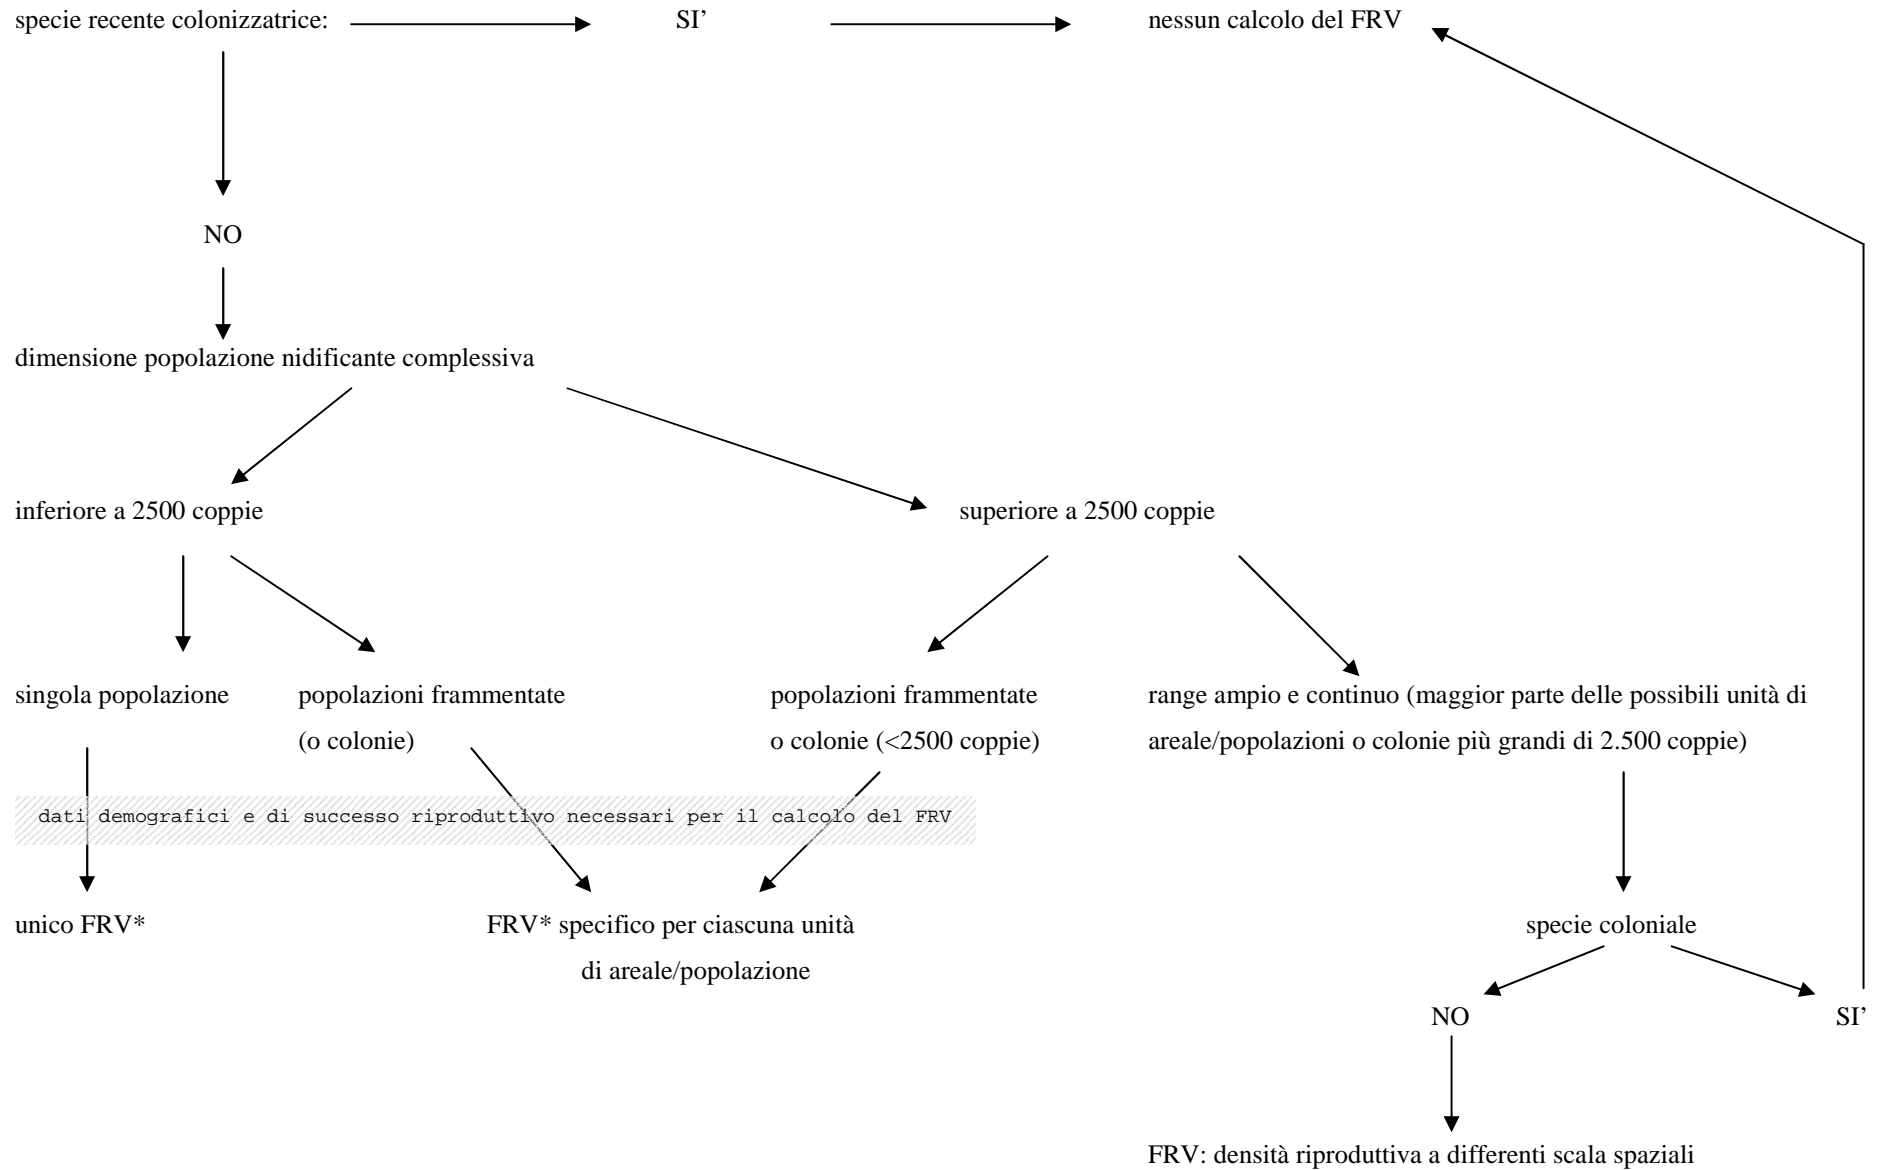 specie recente colonizzatrice:
SI’
nessun calcolo del FRV
NO
dimensione popolazione nidificante complessiva
inferiore a 2500 coppie
superiore a 2500 coppie
singola popolazione
popolazioni frammentate
(o colonie)
popolazioni frammentate
o colonie (<2500 coppie)
range ampio e continuo (maggior parte delle possibili unità di
areale/popolazioni o colonie più grandi di 2.500 coppie)
dati demografici e di successo riproduttivo necessari per il calcolo del FRV
unico FRV*
FRV* specifico per ciascuna unità
di areale/popolazione
specie coloniale
NO
SI’
FRV: densità riproduttiva a differenti scala spaziali